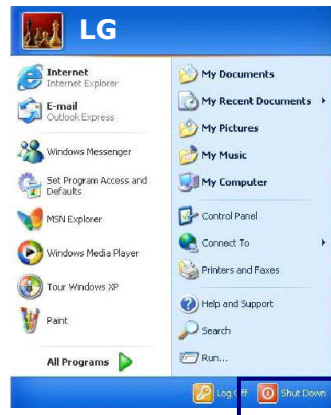 LG
Internet
Internet Explorer
E-mail
Outlook Express
Windows Messenger
Set Program Access and
Defaults
MSN Explorer
Windows Media Player
Tour Windows XP
Paint
All Programs
My Documents
My Recent Documents
My Pictures
My Music
My Computer
Control Panel
Connect To
Printers and Faxes
Help and Support
Search
Run...
Log Off
Shut Down